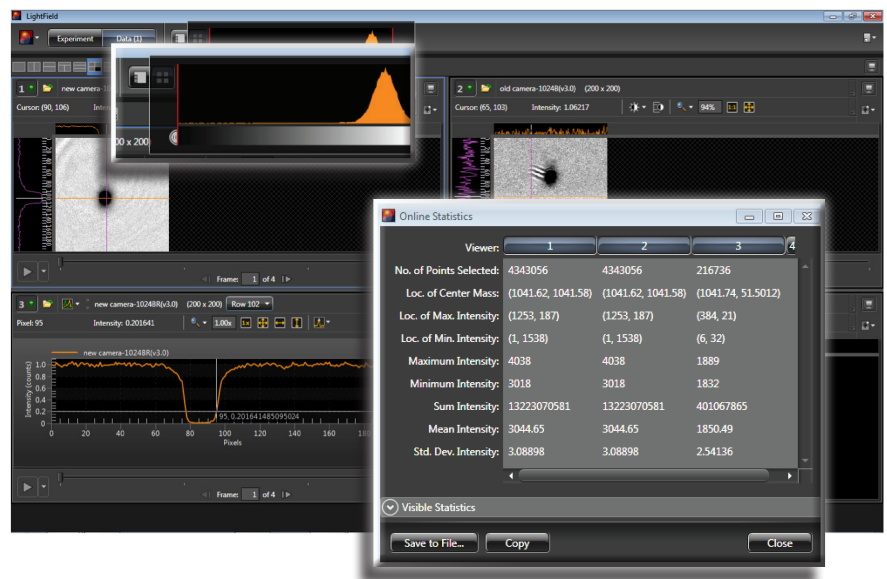 LightField
Experiment Data (1)
1 new camera-
Cursor: (90, 106)
00 x 200
2 old camera-1024B(v3.0) (200 x 200)
Cursor: (65, 103) Intensity: 1.06217 94% 1:1
Frame: 1 of 4
3 new camera-1024BR(v3.0) (200 x 200) Row 102
Pixel: 95 Intensity: 0.201641 1.00x 1x
new camera-1024BR(v3.0)
Intensity (counts)
1.0
0.8
0.6
0.4
0.2
0
95, 0.201641485095024
0 20 40 60 80 100 120 140 160 180
Pixels
Frame: 1 of 4
Online Statistics
Viewer: 1 2 3 4
No. of Points Selected: 4343056 4343056 216736
Loc. of Center Mass: (1041.62, 1041.58) (1041.62, 1041.58) (1041.74, 51.5012)
Loc. of Max. Intensity: (1253, 187) (1253, 187) (384, 21)
Loc. of Min. Intensity: (1, 1538) (1, 1538) (6, 32)
Maximum Intensity: 4038 4038 1889
Minimum Intensity: 3018 3018 1832
Sum Intensity: 13223070581 13223070581 401067865
Mean Intensity: 3044.65 3044.65 1850.49
Std. Dev. Intensity: 3.08898 3.08898 2.54136
Visible Statistics
Save to File... Copy Close